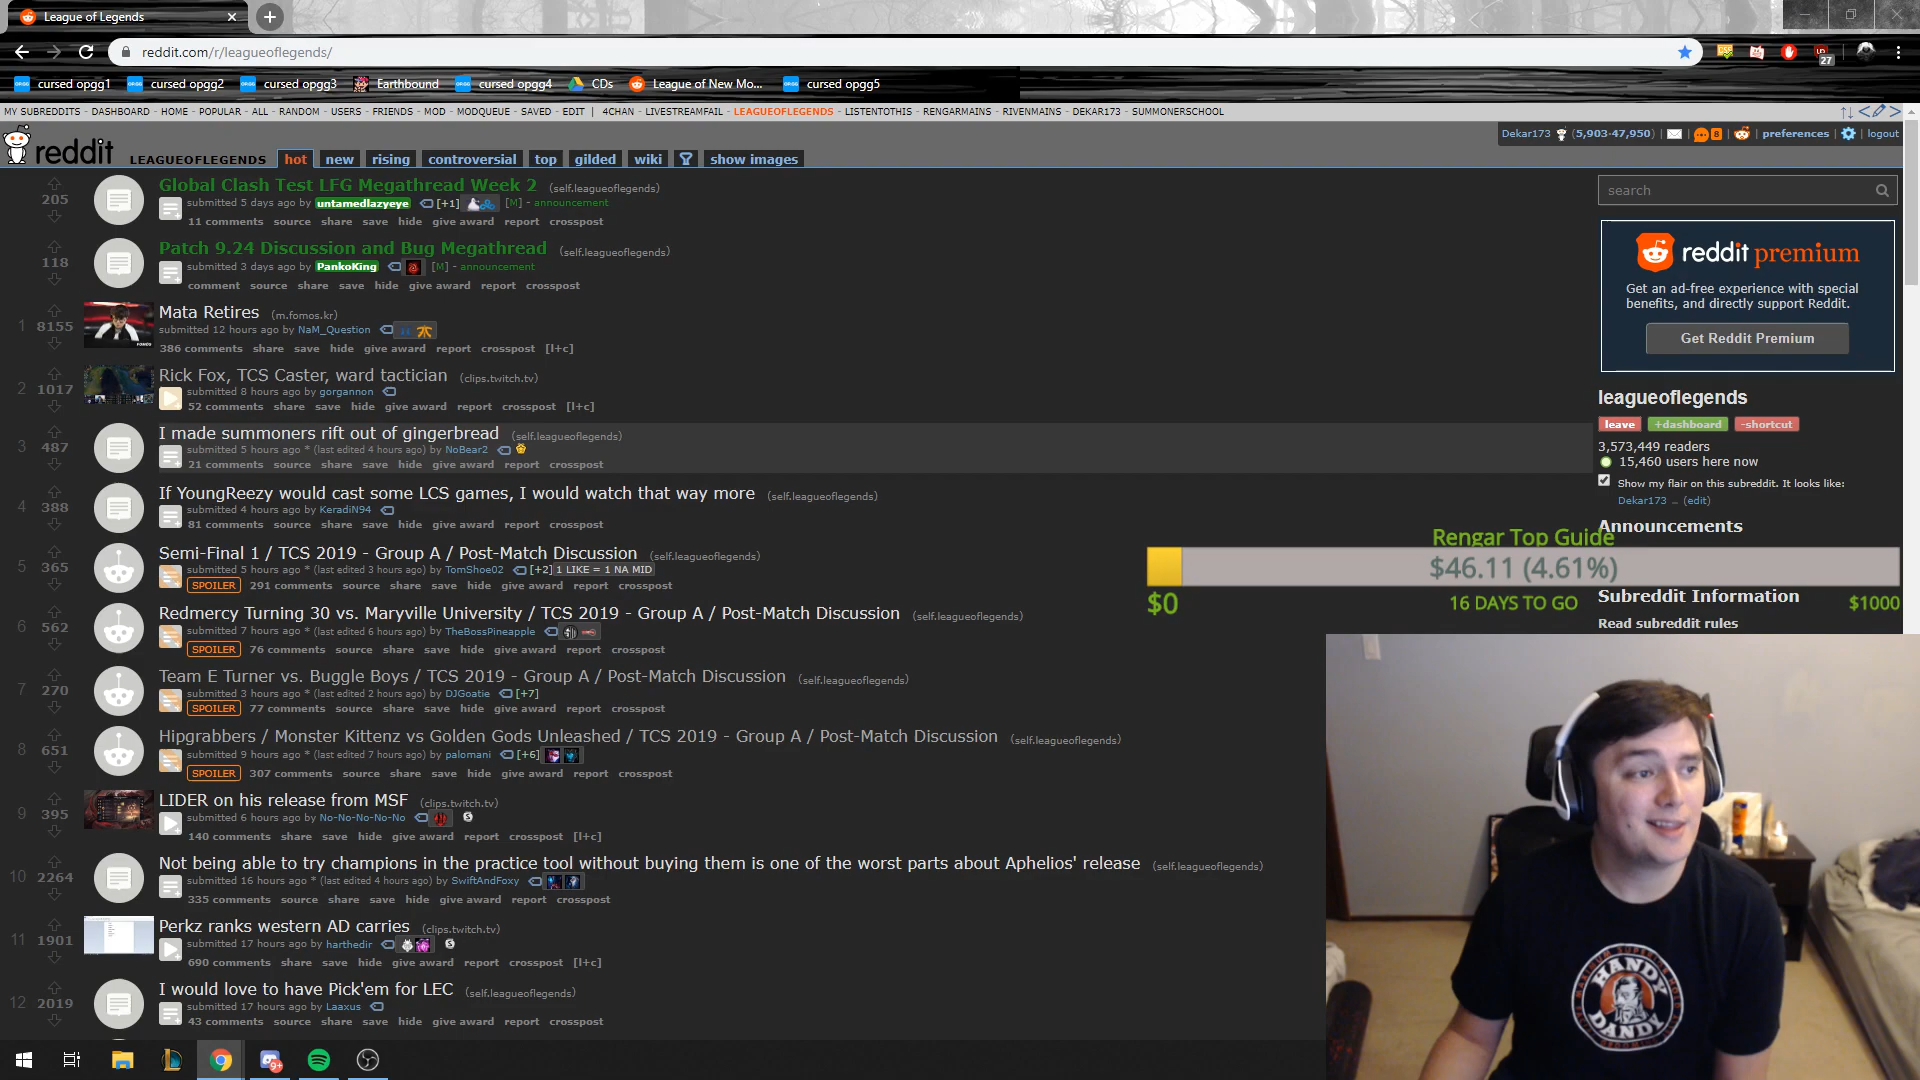 League of Legends
reddit.com/r/leagueoflegends/
27
cursed opgg1 cursed opgg2 cursed opgg3 Earthbound cursed opgg4 CDs League of New Mo... cursed opgg5
MY SUBREDDITS - DASHBOARD - HOME - POPULAR - ALL - RANDOM - USERS - FRIENDS - MOD - MODQUEUE - SAVED - EDIT | 4CHAN - LIVESTREAMFAIL - LEAGUEOFLEGENDS - LISTENTOTHIS - RENGARMAINS - RIVENMAINS - DEKAR173 - SUMMONERSCHOOL
Dekar173 (5,903·47,950) | 8 | preferences | logout
reddit LEAGUEOFLEGENDS hot new rising controversial top gilded wiki show images
205
Global Clash Test LFG Megathread Week 2 (self.leagueoflegends)
submitted 5 days ago by untamedlazyeye [+1] [M] - announcement
11 comments source share save hide give award report crosspost
118
Patch 9.24 Discussion and Bug Megathread (self.leagueoflegends)
submitted 3 days ago by PankoKing [M] - announcement
comment source share save hide give award report crosspost
1 8155
Mata Retires (m.fomos.kr)
submitted 12 hours ago by NaM_Question
386 comments share save hide give award report crosspost [l+c]
2 1017
Rick Fox, TCS Caster, ward tactician (clips.twitch.tv)
submitted 8 hours ago by gorgannon
52 comments share save hide give award report crosspost [l+c]
3 487
I made summoners rift out of gingerbread (self.leagueoflegends)
submitted 5 hours ago * (last edited 4 hours ago) by NoBear2
21 comments source share save hide give award report crosspost
4 388
If YoungReezy would cast some LCS games, I would watch that way more (self.leagueoflegends)
submitted 4 hours ago by KeradiN94
81 comments source share save hide give award report crosspost
5 365
Semi-Final 1 / TCS 2019 - Group A / Post-Match Discussion (self.leagueoflegends)
submitted 5 hours ago * (last edited 3 hours ago) by TomShoe02 [+2] 1 LIKE = 1 NA MID
SPOILER 291 comments source share save hide give award report crosspost
6 562
Redmercy Turning 30 vs. Maryville University / TCS 2019 - Group A / Post-Match Discussion (self.leagueoflegends)
submitted 7 hours ago * (last edited 6 hours ago) by TheBossPineapple
SPOILER 76 comments source share save hide give award report crosspost
7 270
Team E Turner vs. Buggle Boys / TCS 2019 - Group A / Post-Match Discussion (self.leagueoflegends)
submitted 3 hours ago * (last edited 2 hours ago) by DJGoatie [+7]
SPOILER 77 comments source share save hide give award report crosspost
8 651
Hipgrabbers / Monster Kittenz vs Golden Gods Unleashed / TCS 2019 - Group A / Post-Match Discussion (self.leagueoflegends)
submitted 9 hours ago * (last edited 7 hours ago) by palomani [+6]
SPOILER 307 comments source share save hide give award report crosspost
9 395
LIDER on his release from MSF (clips.twitch.tv)
submitted 6 hours ago by No-No-No-No-No
140 comments share save hide give award report crosspost [l+c]
10 2264
Not being able to try champions in the practice tool without buying them is one of the worst parts about Aphelios' release (self.leagueoflegends)
submitted 16 hours ago * (last edited 4 hours ago) by SwiftAndFoxy
335 comments source share save hide give award report crosspost
11 1901
Perkz ranks western AD carries (clips.twitch.tv)
submitted 17 hours ago by harthedir
690 comments share save hide give award report crosspost [l+c]
12 2019
I would love to have Pick'em for LEC (self.leagueoflegends)
submitted 17 hours ago by Laaxus
43 comments source share save hide give award report crosspost
search
reddit premium
Get an ad-free experience with special
benefits, and directly support Reddit.
Get Reddit Premium
leagueoflegends
leave +dashboard -shortcut
3,573,449 readers
15,460 users here now
Show my flair on this subreddit. It looks like:
Dekar173 (edit)
Announcements
Rengar Top Guide
$46.11 (4.61%)
$0 16 DAYS TO GO $1000
Subreddit Information
Read subreddit rules
HANDY
DANDY
9+